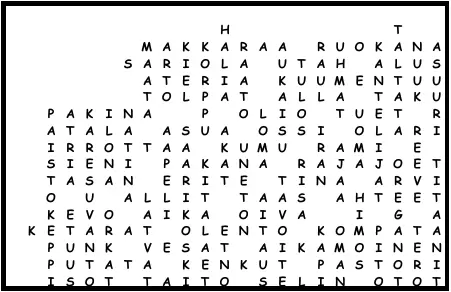 H T
MAKKARAA RUOKANA
SARIOLA UTAH ALUS
ATERIA KUUMENTUU
TOLPAT ALLA TAKU
PAKINA P OLIO TUET R
ATALA ASUA OSSI OLARI
IRROTTAA KUMU RAMI E
SIENI PAKANA RAJAJOET
TASAN ERITE TINA ARVI
O U ALLIT TAAS AHTEET
KEVO AIKA OIVA I G A
KETARAT OLENTO KOMPATA
PUNK VESAT AIKAMOINEN
PUTATA KENKUT PASTORI
ISOT TAITO SELIN OTOT